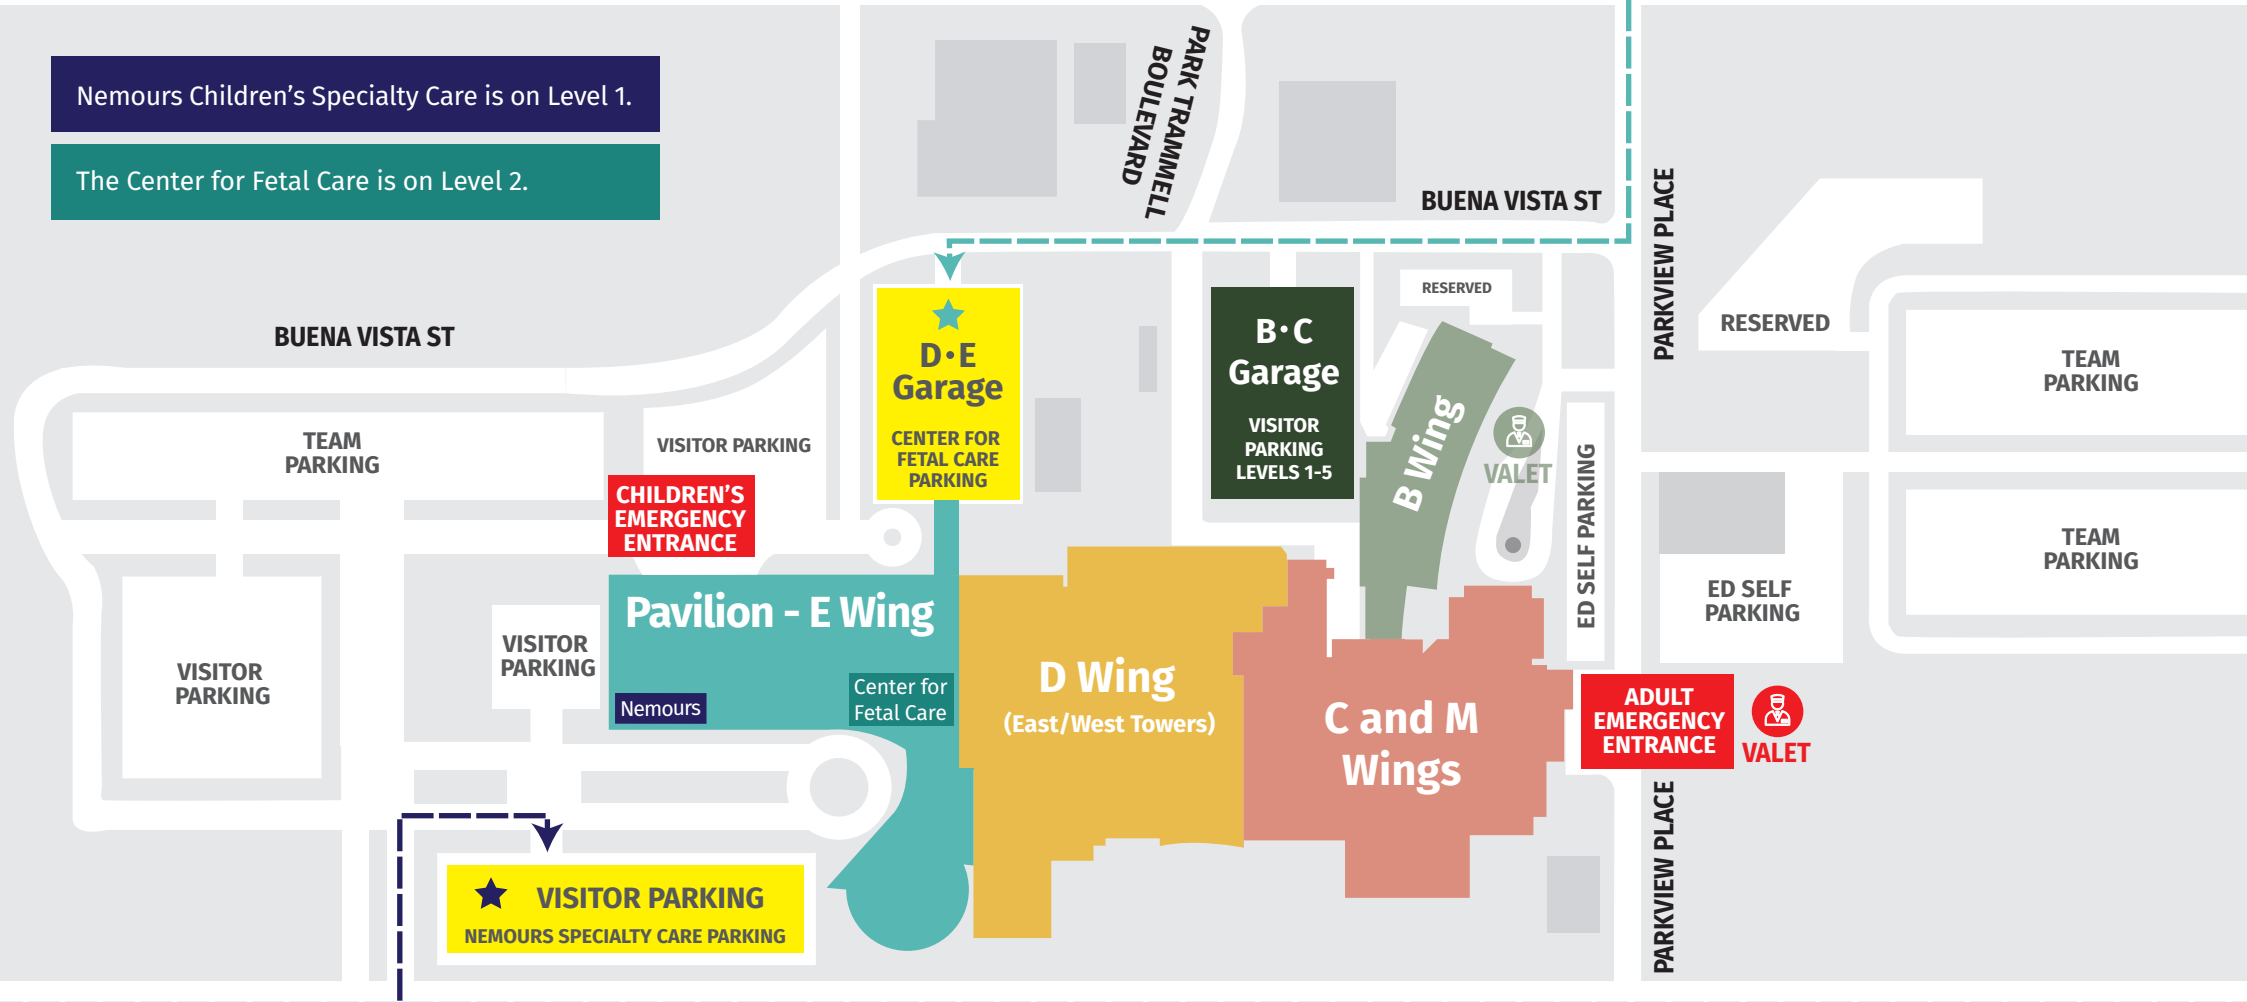 Nemours Children's Specialty Care is on Level 1.
The Center for Fetal Care is on Level 2.
PARK TRAMMELL
BOULEVARD
BUENA VISTA ST
PARKVIEW PLACE
BUENA VISTA ST
D•E
Garage
CENTER FOR
FETAL CARE
PARKING
B•C
Garage
VISITOR
PARKING
LEVELS 1-5
RESERVED
B Wing
VALET
ED SELF PARKING
RESERVED
TEAM
PARKING
TEAM
PARKING
TEAM
PARKING
VISITOR PARKING
CHILDREN'S
EMERGENCY
ENTRANCE
VISITOR
PARKING
VISITOR
PARKING
Pavilion - E Wing
Nemours
Center for
Fetal Care
D Wing
(East/West Towers)
C and M
Wings
ED SELF
PARKING
ADULT
EMERGENCY
ENTRANCE
VALET
PARKVIEW PLACE
VISITOR PARKING
NEMOURS SPECIALTY CARE PARKING